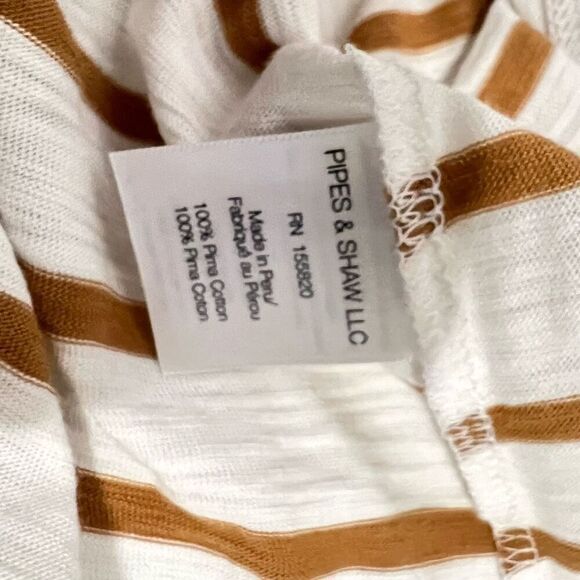 PIPES & SHAW LLC
RN 155820
Made in Peru/
Fabriqué au Pérou
100% Pima Cotton
100% Pima Coton